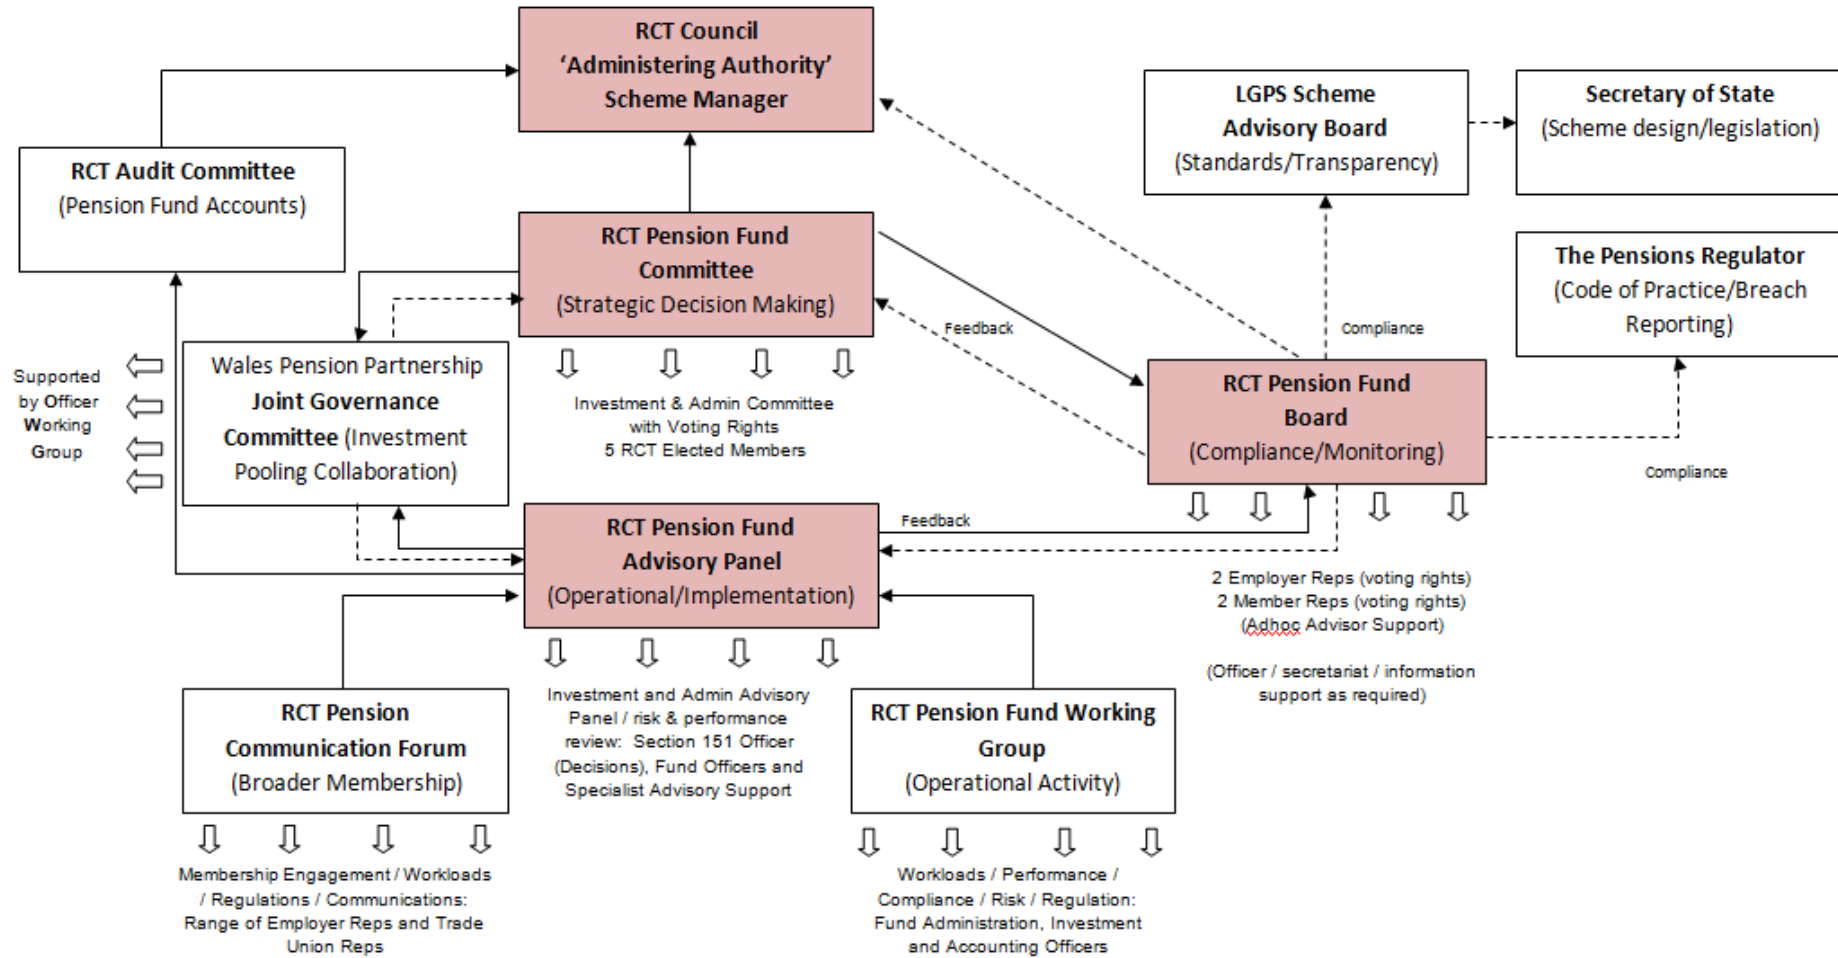 RCT Council
‘Administering Authority’
Scheme Manager
LGPS Scheme
Advisory Board
(Standards/Transparency)
Secretary of State
(Scheme design/legislation)
RCT Audit Committee
(Pension Fund Accounts)
RCT Pension Fund
Committee
(Strategic Decision Making)
The Pensions Regulator
(Code of Practice/Breach
Reporting)
Feedback
Compliance
Supported
by Officer
Working
Group
Wales Pension Partnership
Joint Governance
Committee (Investment
Pooling Collaboration)
Investment & Admin Committee
with Voting Rights
5 RCT Elected Members
RCT Pension Fund
Board
(Compliance/Monitoring)
Compliance
RCT Pension Fund
Advisory Panel
(Operational/Implementation)
Feedback
2 Employer Reps (voting rights)
2 Member Reps (voting rights)
(Adhoc Advisor Support)
(Officer / secretariat / information
support as required)
RCT Pension
Communication Forum
(Broader Membership)
Investment and Admin Advisory
Panel / risk & performance
review: Section 151 Officer
(Decisions), Fund Officers and
Specialist Advisory Support
RCT Pension Fund Working
Group
(Operational Activity)
Membership Engagement / Workloads
/ Regulations / Communications:
Range of Employer Reps and Trade
Union Reps
Workloads / Performance /
Compliance / Risk / Regulation:
Fund Administration, Investment
and Accounting Officers